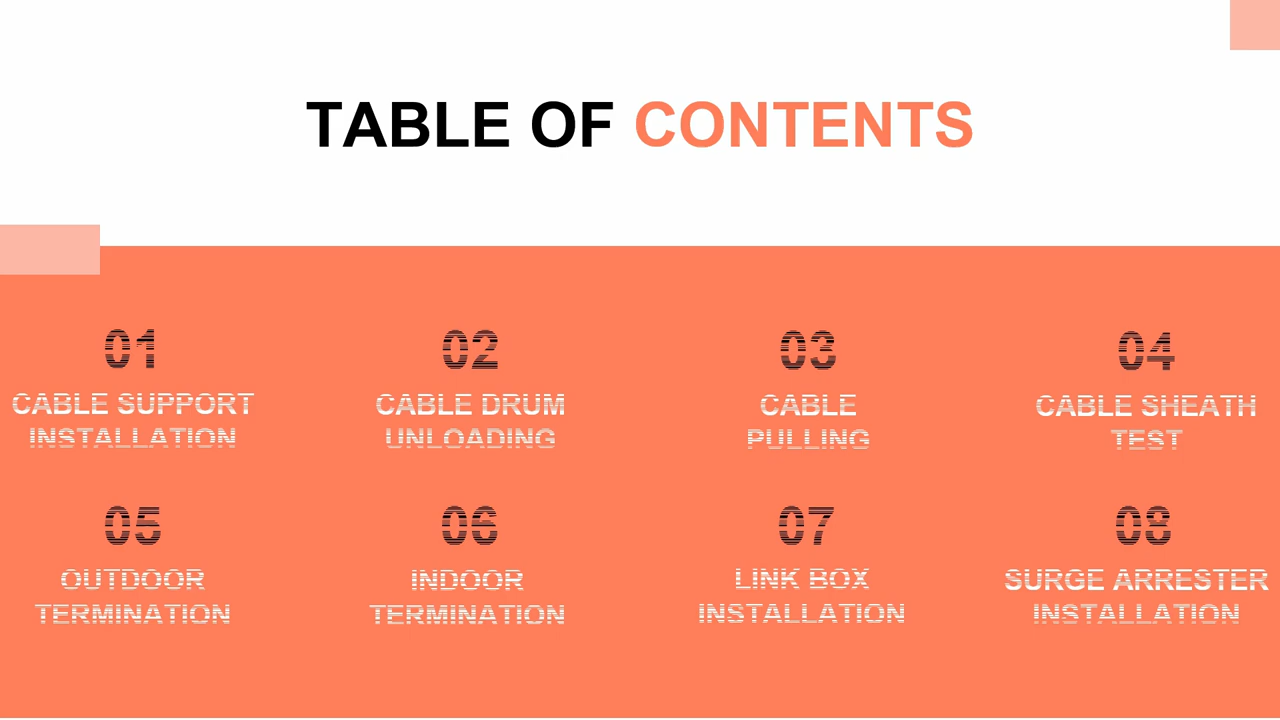 TABLE OF CONTENTS
01
CABLE SUPPORT
INSTALLATION
02
CABLE DRUM
UNLOADING
03
CABLE
PULLING
04
CABLE SHEATH
TEST
05
OUTDOOR
TERMINATION
06
INDOOR
TERMINATION
07
LINK BOX
INSTALLATION
08
SURGE ARRESTER
INSTALLATION